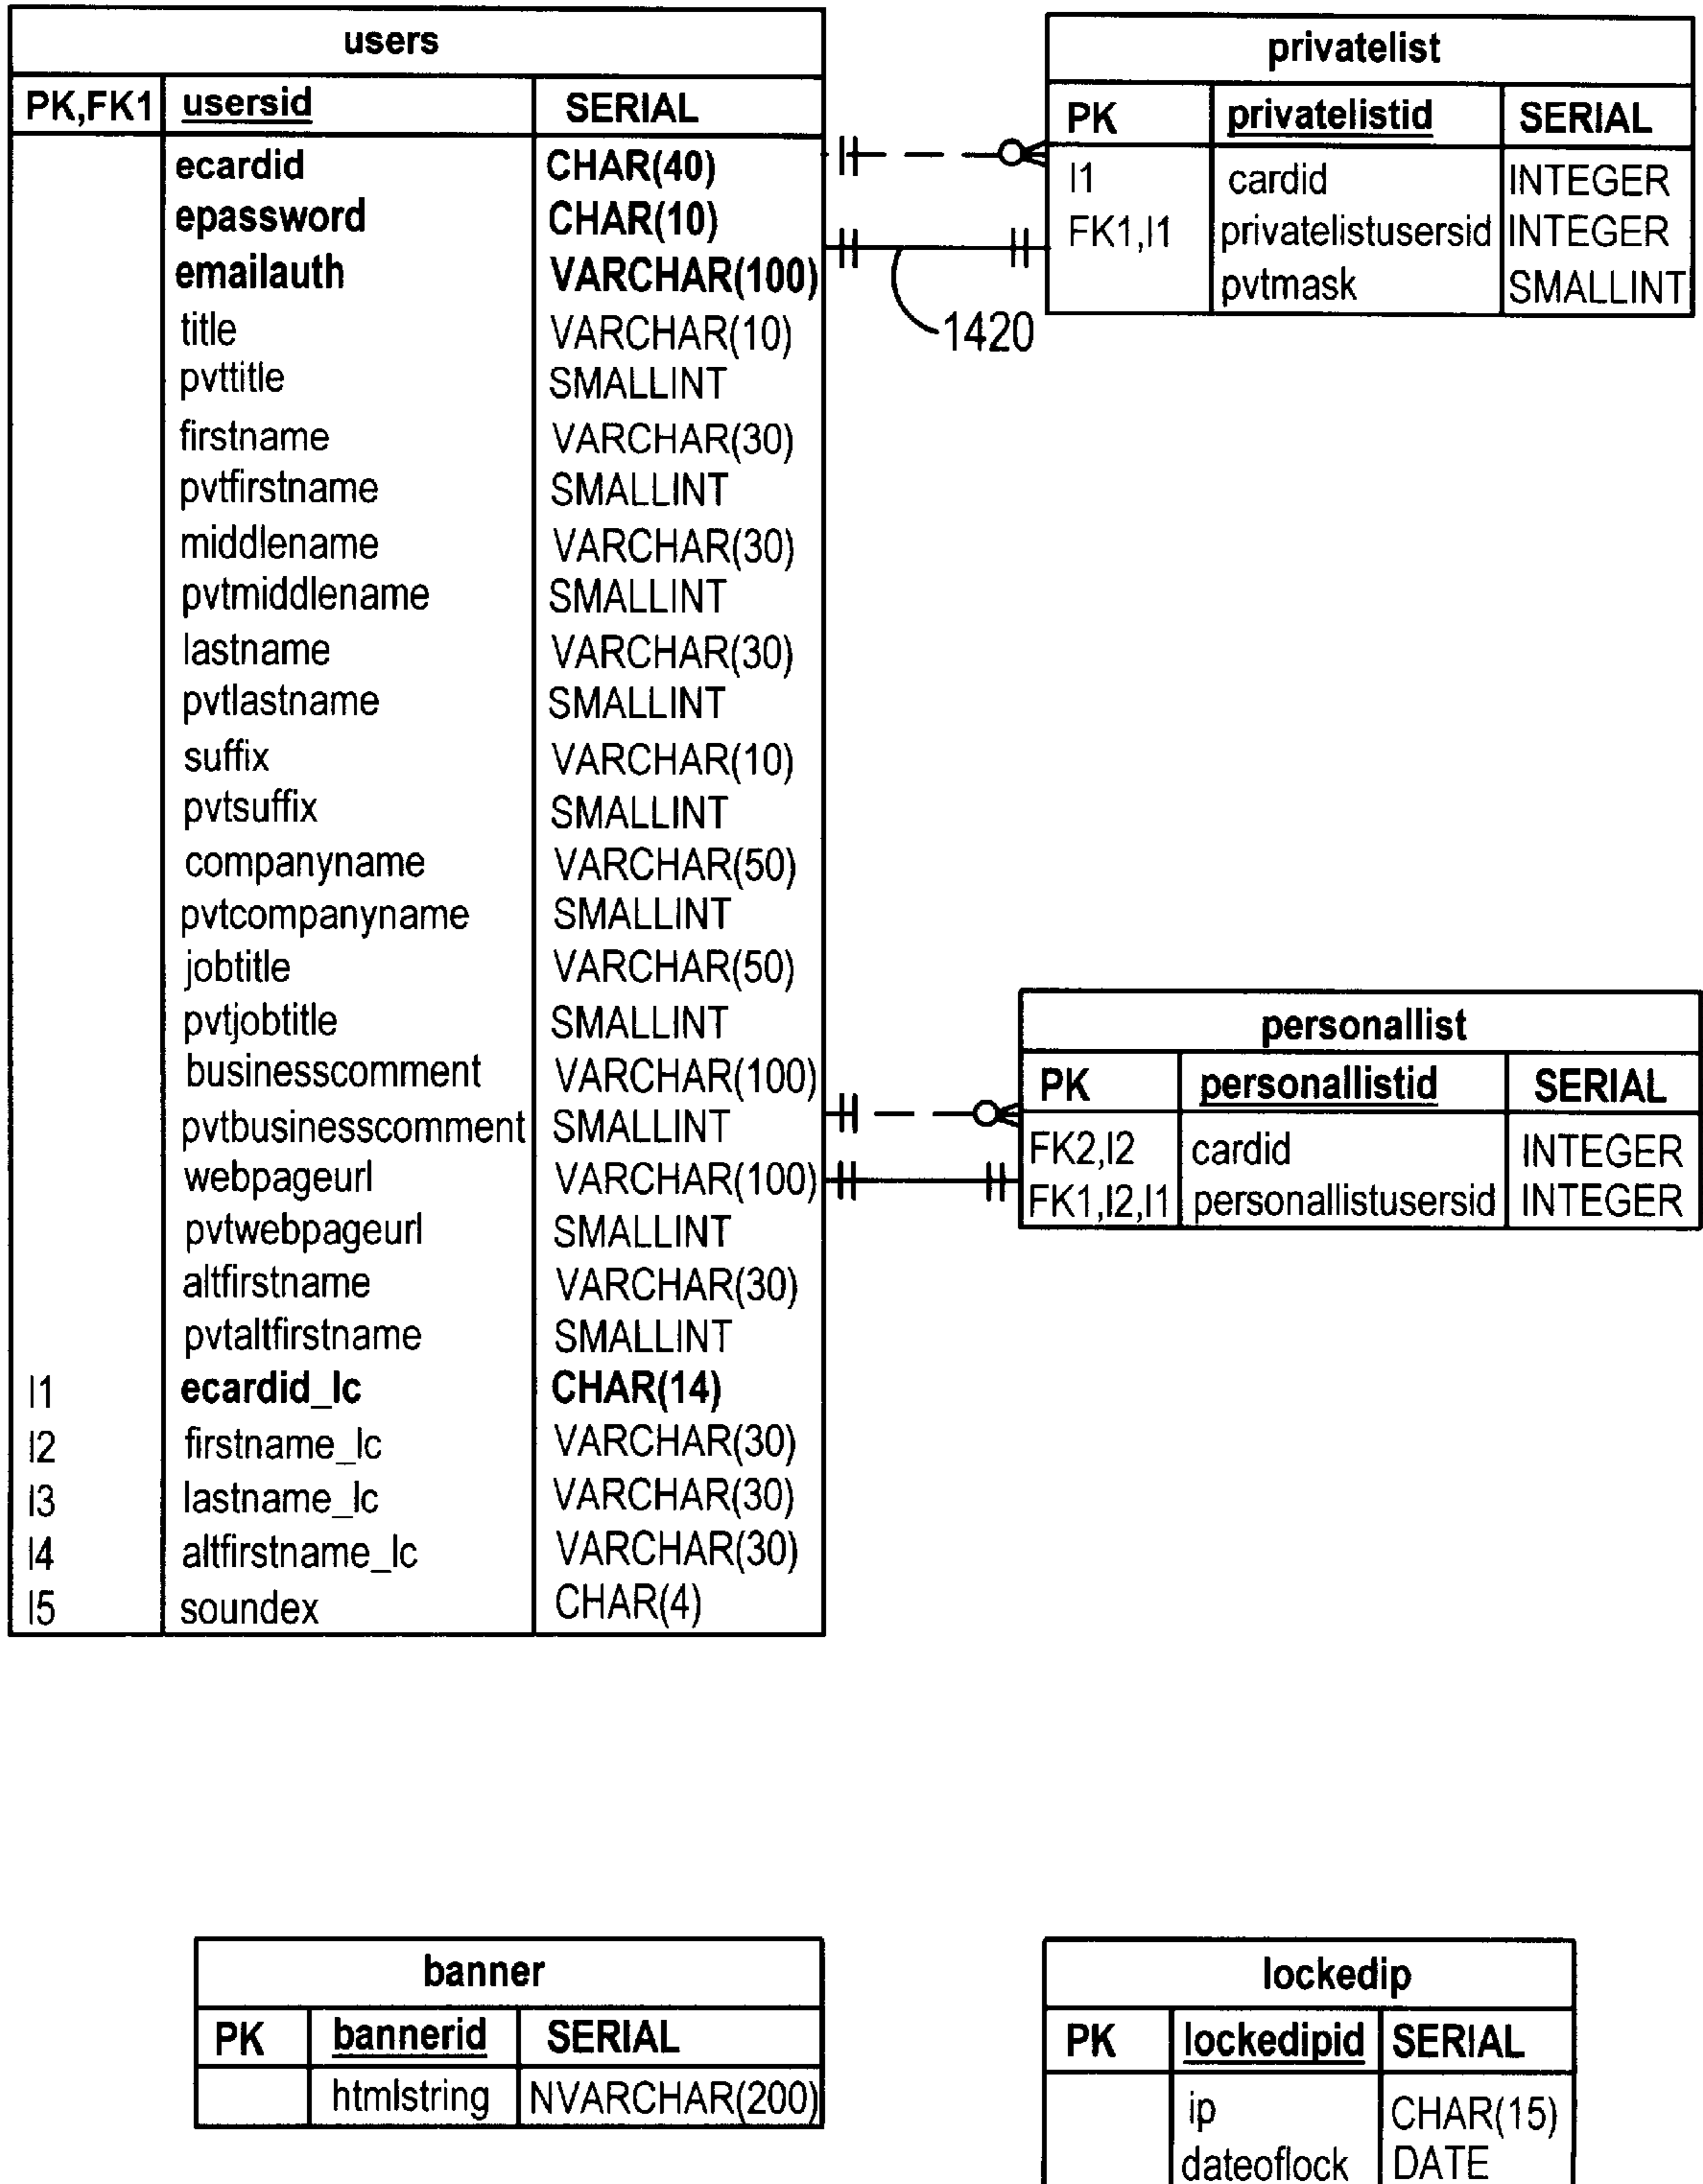 users
PK,FK1 usersid SERIAL
ecardid CHAR(40)
epassword CHAR(10)
emailauth VARCHAR(100)
title VARCHAR(10)
pvttitle SMALLINT
firstname VARCHAR(30)
pvtfirstname SMALLINT
middlename VARCHAR(30)
pvtmiddlename SMALLINT
lastname VARCHAR(30)
pvtlastname SMALLINT
suffix VARCHAR(10)
pvtsuffix SMALLINT
companyname VARCHAR(50)
pvtcompanyname SMALLINT
jobtitle VARCHAR(50)
pvtjobtitle SMALLINT
businesscomment VARCHAR(100)
pvtbusinesscomment SMALLINT
webpageurl VARCHAR(100)
pvtwebpageurl SMALLINT
altfirstname VARCHAR(30)
pvtaltfirstname SMALLINT
I1 ecardid_lc CHAR(14)
I2 firstname_lc VARCHAR(30)
I3 lastname_lc VARCHAR(30)
I4 altfirstname_lc VARCHAR(30)
I5 soundex CHAR(4)
privatelist
PK privatelistid SERIAL
I1 cardid INTEGER
FK1,I1 privatelistusersid INTEGER
pvtmask SMALLINT
1420
personallist
PK personallistid SERIAL
FK2,I2 cardid INTEGER
FK1,I2,I1 personallistusersid INTEGER
banner
PK bannerid SERIAL
htmlstring NVARCHAR(200)
lockedip
PK lockedipid SERIAL
ip CHAR(15)
dateoflock DATE